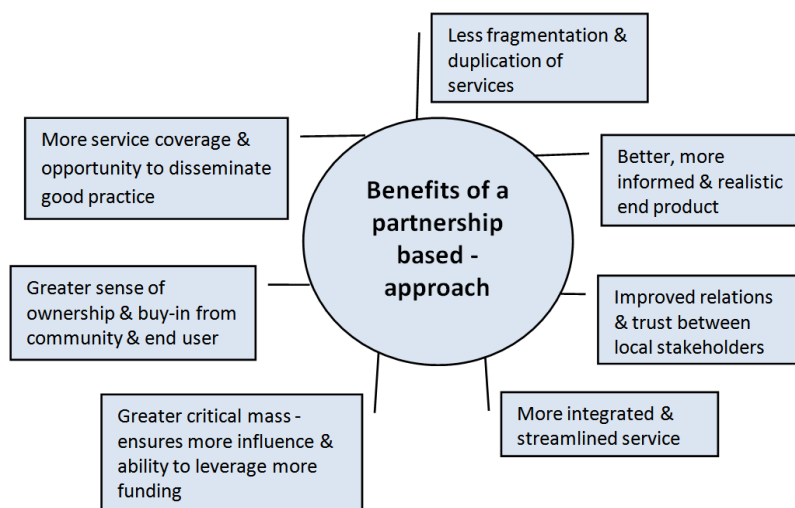 Less fragmentation &
duplication of
services
More service coverage &
opportunity to disseminate
good practice
Better, more
informed & realistic
end product
Benefits of a
partnership
based -
approach
Greater sense of
ownership & buy-in from
community & end user
Improved relations
& trust between
local stakeholders
Greater critical mass -
ensures more influence &
ability to leverage more
funding
More integrated &
streamlined service